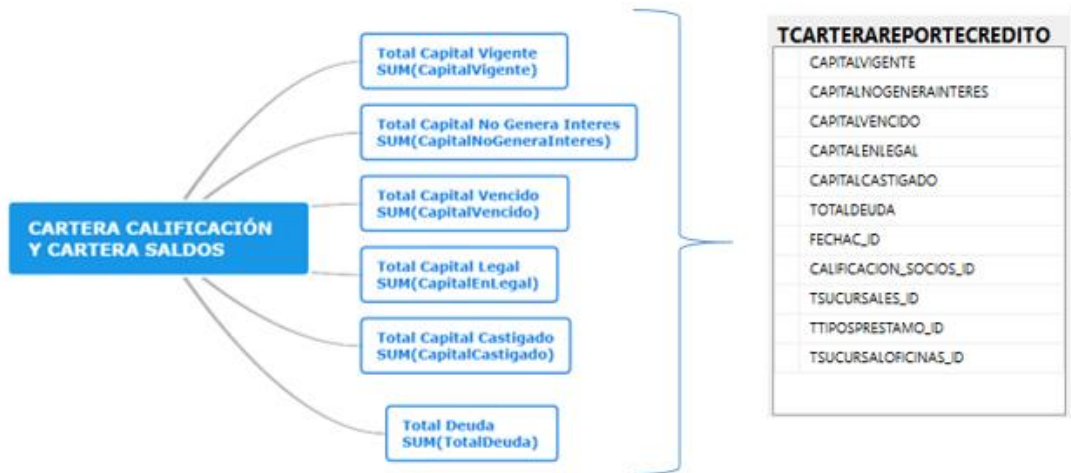 CARTERA CALIFICACIÓN
Y CARTERA SALDOS
Total Capital Vigente
SUM(CapitalVigente)
Total Capital No Genera Interes
SUM(CapitalNoGeneraInteres)
Total Capital Vencido
SUM(CapitalVencido)
Total Capital Legal
SUM(CapitalEnLegal)
Total Capital Castigado
SUM(CapitalCastigado)
Total Deuda
SUM(TotalDeuda)
TCARTERAREPORTECREDITO
CAPITALVIGENTE
CAPITALNOGENERAINTERES
CAPITALVENCIDO
CAPITALENLEGAL
CAPITALCASTIGADO
TOTALDEUDA
FECHAC_ID
CALIFICACION_SOCIOS_ID
TSUCURSALES_ID
TTIPOSPRESTAMO_ID
TSUCURSALOFICINAS_ID